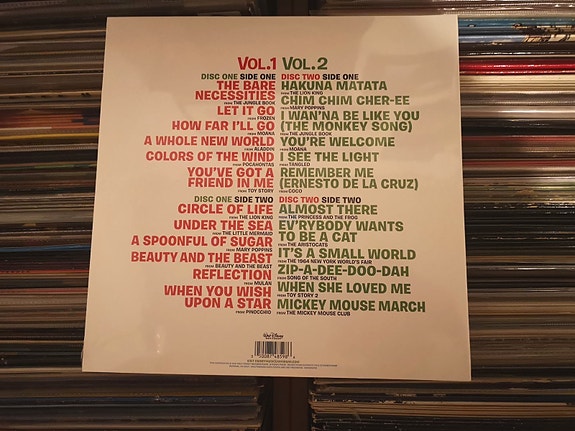 VOL.1 VOL.2
DISC ONE SIDE ONE
THE BARE
NECESSITIES
FROM THE JUNGLE BOOK
LET IT GO
FROM FROZEN
HOW FAR I'LL GO
FROM MOANA
A WHOLE NEW WORLD
FROM ALADDIN
COLORS OF THE WIND
FROM POCAHONTAS
YOU'VE GOT A
FRIEND IN ME
FROM TOY STORY
DISC ONE SIDE TWO
CIRCLE OF LIFE
FROM THE LION KING
UNDER THE SEA
FROM THE LITTLE MERMAID
A SPOONFUL OF SUGAR
FROM MARY POPPINS
BEAUTY AND THE BEAST
FROM BEAUTY AND THE BEAST
REFLECTION
FROM MULAN
WHEN YOU WISH
UPON A STAR
FROM PINOCCHIO
DISC TWO SIDE ONE
HAKUNA MATATA
FROM THE LION KING
CHIM CHIM CHER-EE
FROM MARY POPPINS
I WAN'NA BE LIKE YOU
(THE MONKEY SONG)
FROM THE JUNGLE BOOK
YOU'RE WELCOME
FROM MOANA
I SEE THE LIGHT
FROM TANGLED
REMEMBER ME
(ERNESTO DE LA CRUZ)
FROM COCO
DISC TWO SIDE TWO
ALMOST THERE
FROM THE PRINCESS AND THE FROG
EV'RYBODY WANTS
TO BE A CAT
FROM THE ARISTOCATS
IT'S A SMALL WORLD
FROM THE 1964 NEW YORK WORLD'S FAIR
ZIP-A-DEE-DOO-DAH
FROM SONG OF THE SOUTH
WHEN SHE LOVED ME
FROM TOY STORY 2
MICKEY MOUSE MARCH
FROM THE MICKEY MOUSE CLUB
WALT DISNEY